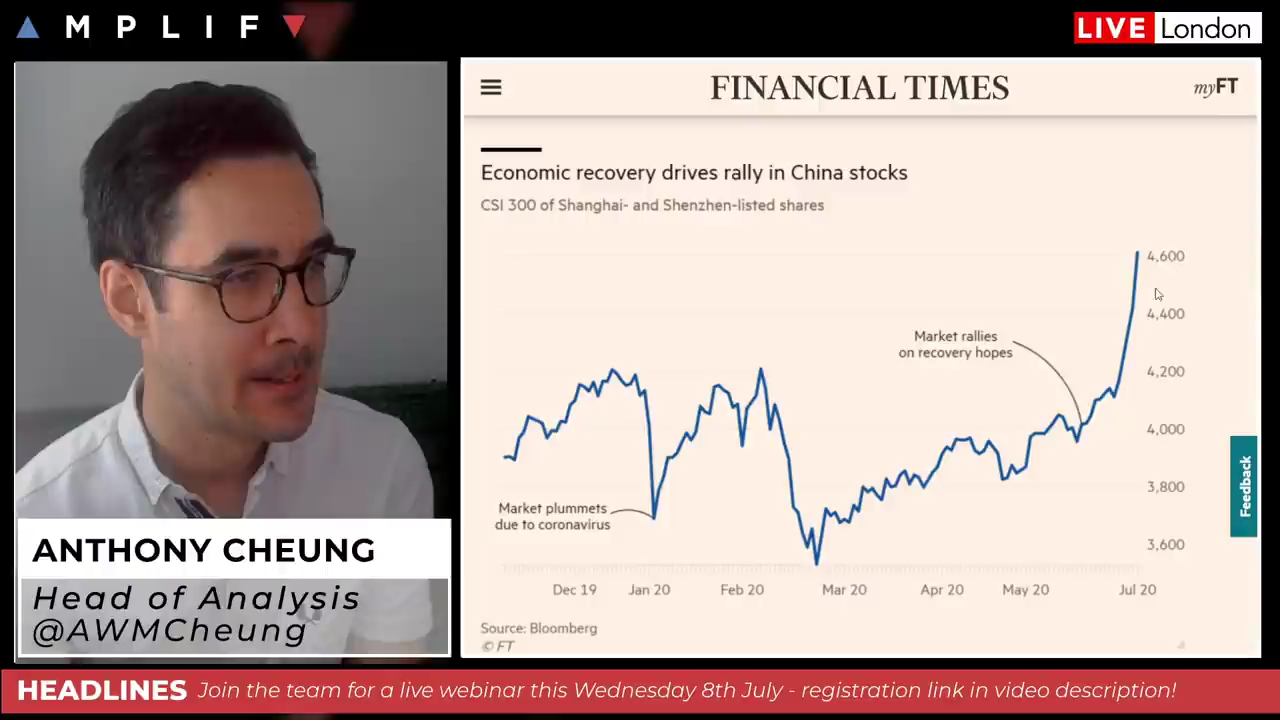 MPLIF
LIVE London
FINANCIAL TIMES
myFT
Economic recovery drives rally in China stocks
CSI 300 of Shanghai- and Shenzhen-listed shares
4,600
4,400
4,200
4,000
3,800
3,600
Market rallies
on recovery hopes
Market plummets
due to coronavirus
Feedback
Dec 19 Jan 20 Feb 20 Mar 20 Apr 20 May 20 Jul 20
Source: Bloomberg
© FT
ANTHONY CHEUNG
Head of Analysis
@AWMCheung
HEADLINES Join the team for a live webinar this Wednesday 8th July - registration link in video description!